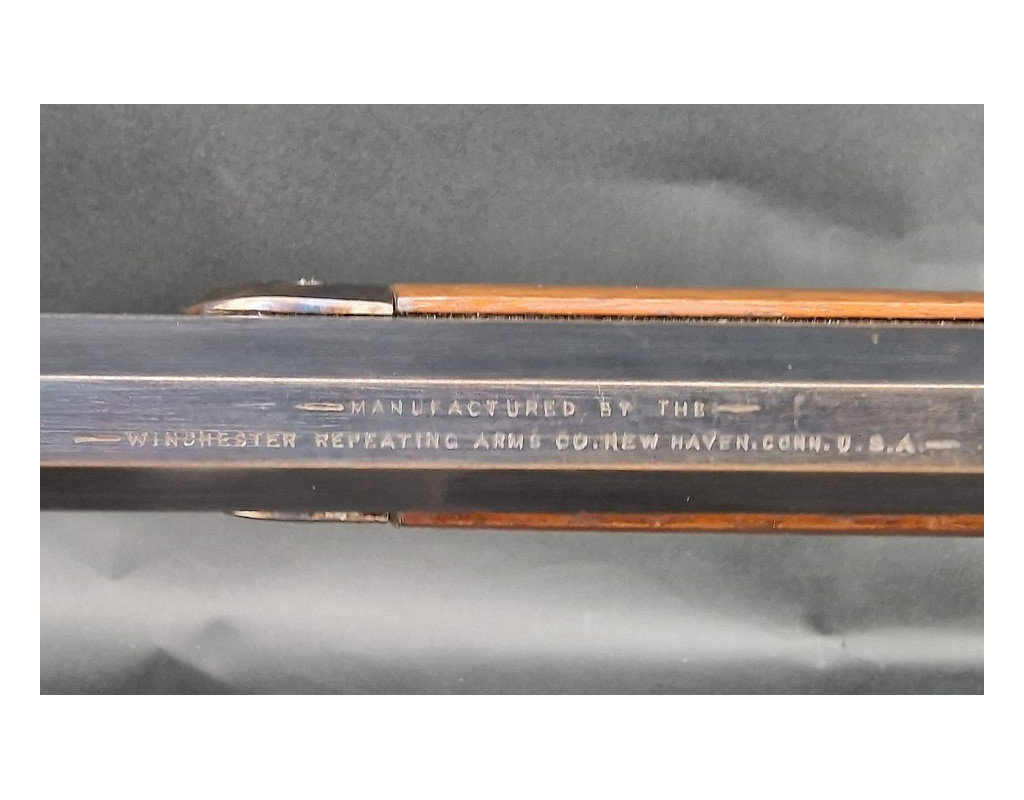 MANUFACTURED BY THE
WINCHESTER REPEATING ARMS CO. NEW HAVEN. CONN. U.S.A.